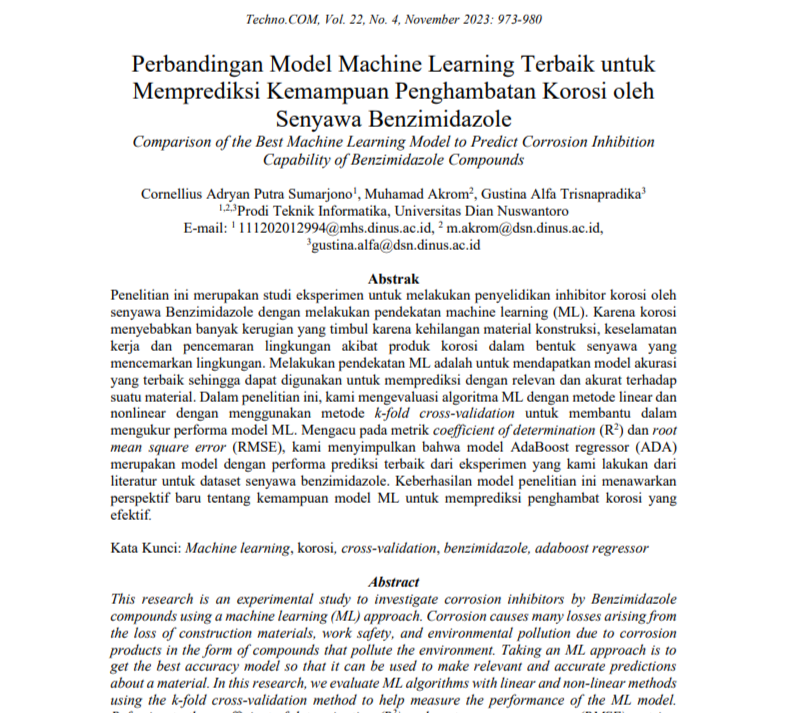 Techno.COM, Vol. 22, No. 4, November 2023: 973-980
Perbandingan Model Machine Learning Terbaik untuk
Memprediksi Kemampuan Penghambatan Korosi oleh
Senyawa Benzimidazole
Comparison of the Best Machine Learning Model to Predict Corrosion Inhibition
Capability of Benzimidazole Compounds
Cornellius Adryan Putra Sumarjono¹, Muhamad Akrom², Gustina Alfa Trisnapradika³
¹,²,³Prodi Teknik Informatika, Universitas Dian Nuswantoro
E-mail: ¹ 111202012994@mhs.dinus.ac.id, ² m.akrom@dsn.dinus.ac.id,
³gustina.alfa@dsn.dinus.ac.id
Abstrak
Penelitian ini merupakan studi eksperimen untuk melakukan penyelidikan inhibitor korosi oleh
senyawa Benzimidazole dengan melakukan pendekatan machine learning (ML). Karena korosi
menyebabkan banyak kerugian yang timbul karena kehilangan material konstruksi, keselamatan
kerja dan pencemaran lingkungan akibat produk korosi dalam bentuk senyawa yang
mencemarkan lingkungan. Melakukan pendekatan ML adalah untuk mendapatkan model akurasi
yang terbaik sehingga dapat digunakan untuk memprediksi dengan relevan dan akurat terhadap
suatu material. Dalam penelitian ini, kami mengevaluasi algoritma ML dengan metode linear dan
nonlinear dengan menggunakan metode k-fold cross-validation untuk membantu dalam
mengukur performa model ML. Mengacu pada metrik coefficient of determination (R²) dan root
mean square error (RMSE), kami menyimpulkan bahwa model AdaBoost regressor (ADA)
merupakan model dengan performa prediksi terbaik dari eksperimen yang kami lakukan dari
literatur untuk dataset senyawa benzimidazole. Keberhasilan model penelitian ini menawarkan
perspektif baru tentang kemampuan model ML untuk memprediksi penghambat korosi yang
efektif.
Kata Kunci: Machine learning, korosi, cross-validation, benzimidazole, adaboost regressor
Abstract
This research is an experimental study to investigate corrosion inhibitors by Benzimidazole
compounds using a machine learning (ML) approach. Corrosion causes many losses arising from
the loss of construction materials, work safety, and environmental pollution due to corrosion
products in the form of compounds that pollute the environment. Taking an ML approach is to
get the best accuracy model so that it can be used to make relevant and accurate predictions
about a material. In this research, we evaluate ML algorithms with linear and non-linear methods
using the k-fold cross-validation method to help measure the performance of the ML model.